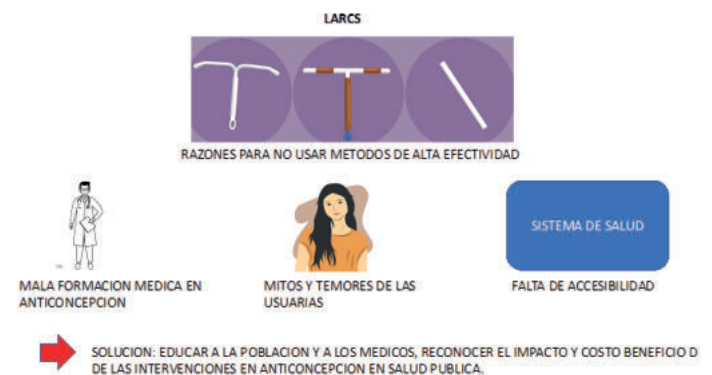 LARCS
RAZONES PARA NO USAR METODOS DE ALTA EFECTIVIDAD
SISTEMA DE SALUD
MALA FORMACION MEDICA EN
ANTICONCEPCION
MITOS Y TEMORES DE LAS
USUARIAS
FALTA DE ACCESIBILIDAD
SOLUCION: EDUCAR A LA POBLACION Y A LOS MEDICOS, RECONOCER EL IMPACTO Y COSTO BENEFICIO D
DE LAS INTERVENCIONES EN ANTICONCEPCION EN SALUD PUBLICA.